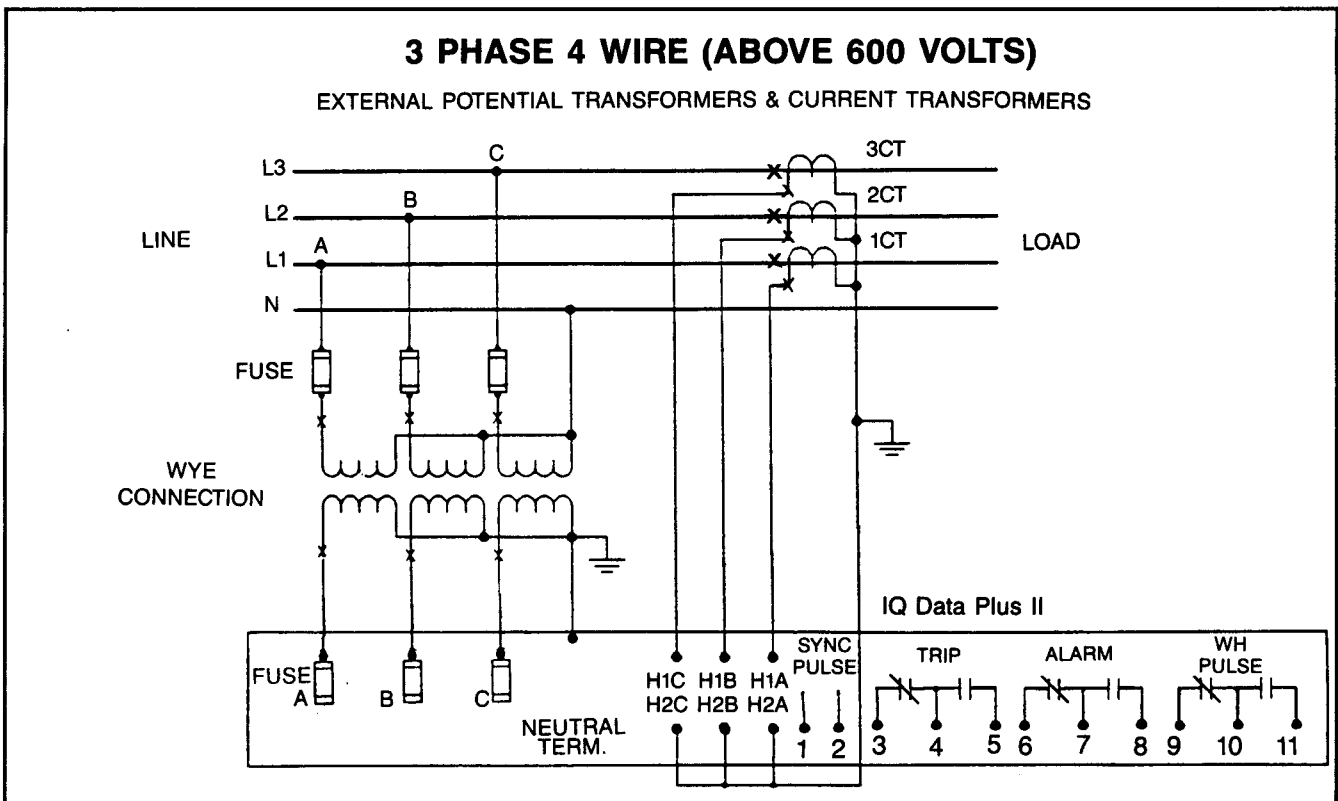 3 PHASE 4 WIRE (ABOVE 600 VOLTS)
EXTERNAL POTENTIAL TRANSFORMERS & CURRENT TRANSFORMERS
C
3CT
L3
B
2CT
L2
LINE
A
1CT
LOAD
L1
N
FUSE
WYE
CONNECTION
IQ Data Plus II
FUSE
A
B
C
NEUTRAL
TERM.
H1C H1B H1A
H2C H2B H2A
SYNC
PULSE
1 2
TRIP
3 4 5
ALARM
6 7 8
WH
PULSE
9 10 11